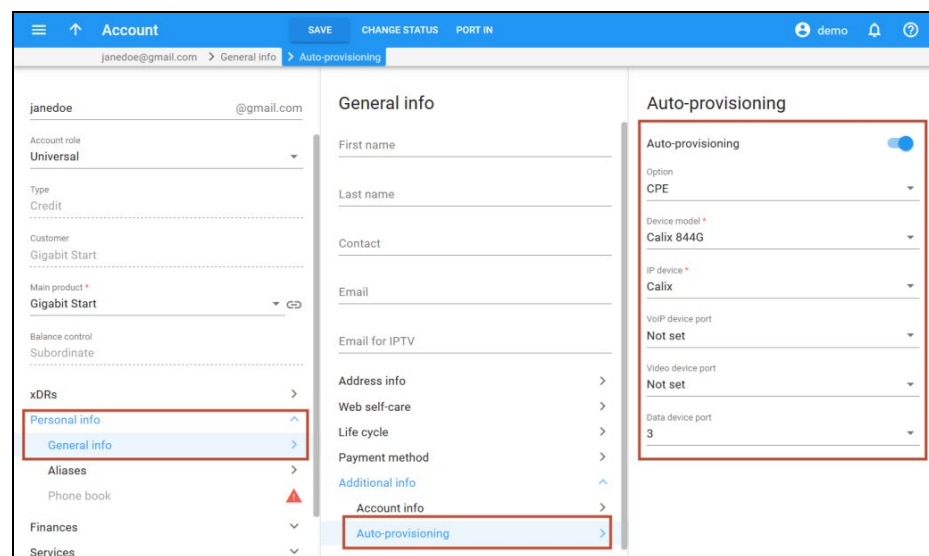 Account
SAVE CHANGE STATUS PORT IN
demo
janedoe@gmail.com > General info > Auto-provisioning
janedoe @gmail.com
Account role
Universal
Type
Credit
Customer
Gigabit Start
Main product *
Gigabit Start
Balance control
Subordinate
xDRs
Personal info
General info
Aliases
Phone book
Finances
Services
General info
First name
Last name
Contact
Email
Email for IPTV
Address info
Web self-care
Life cycle
Payment method
Additional info
Account info
Auto-provisioning
Auto-provisioning
Auto-provisioning
Option
CPE
Device model *
Calix 844G
IP device *
Calix
VoIP device port
Not set
Video device port
Not set
Data device port
3